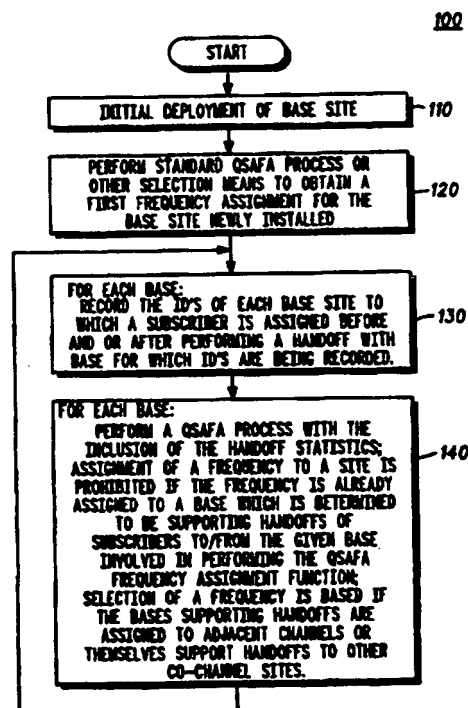 100
START
INITIAL DEPLOYMENT OF BASE SITE
110
PERFORM STANDARD QSAFA PROCESS OR
OTHER SELECTION MEANS TO OBTAIN A
FIRST FREQUENCY ASSIGNMENT FOR THE
BASE SITE NEWLY INSTALLED
120
FOR EACH BASE:
RECORD THE ID'S OF EACH BASE SITE TO
WHICH A SUBSCRIBER IS ASSIGNED BEFORE
AND OR AFTER PERFORMING A HANDOFF WITH
BASE FOR WHICH ID'S ARE BEING RECORDED.
130
FOR EACH BASE:
PERFORM A QSAFA PROCESS WITH THE
INCLUSION OF THE HANDOFF STATISTICS;
ASSIGNMENT OF A FREQUENCY TO A SITE IS
PROHIBITED IF THE FREQUENCY IS ALREADY
ASSIGNED TO A BASE WHICH IS DETERMINED
TO BE SUPPORTING HANDOFFS OF
SUBSCRIBERS TO/FROM THE GIVEN BASE
INVOLVED IN PERFORMING THE QSAFA
FREQUENCY ASSIGNMENT FUNCTION;
SELECTION OF A FREQUENCY IS BASED IF
THE BASES SUPPORTING HANDOFFS ARE
ASSIGNED TO ADJACENT CHANNELS OR
THEMSELVES SUPPORT HANDOFFS TO OTHER
CO-CHANNEL SITES.
140